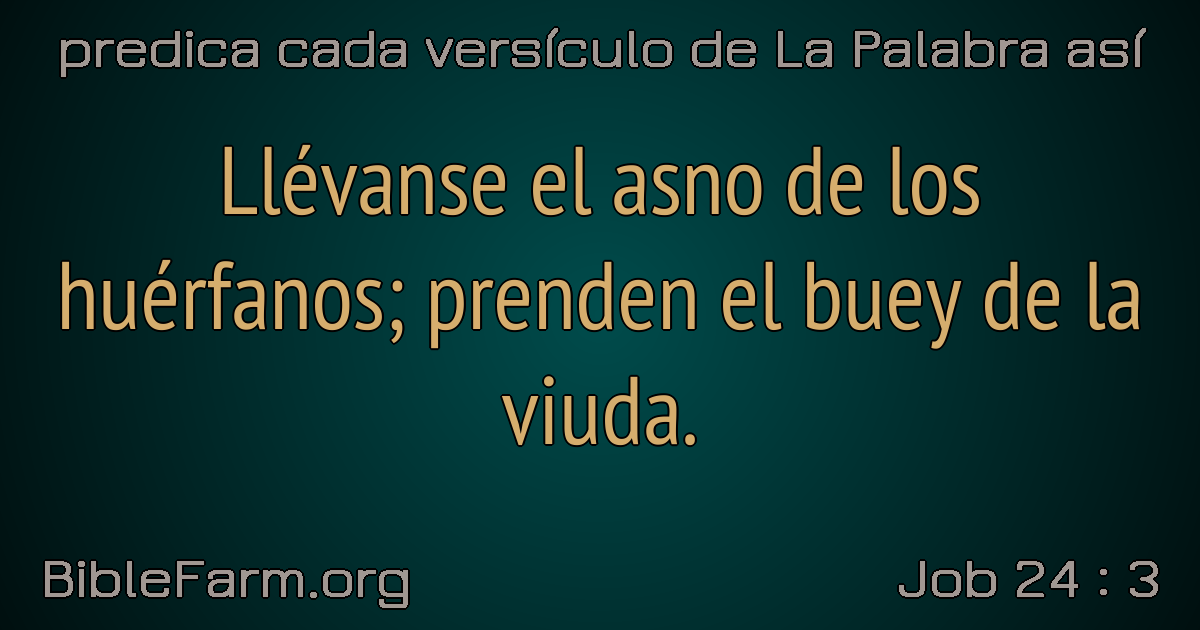 predica cada versículo de La Palabra así
Llévanse el asno de los
huérfanos; prenden el buey de la
viuda.
BibleFarm.org
Job 24 : 3